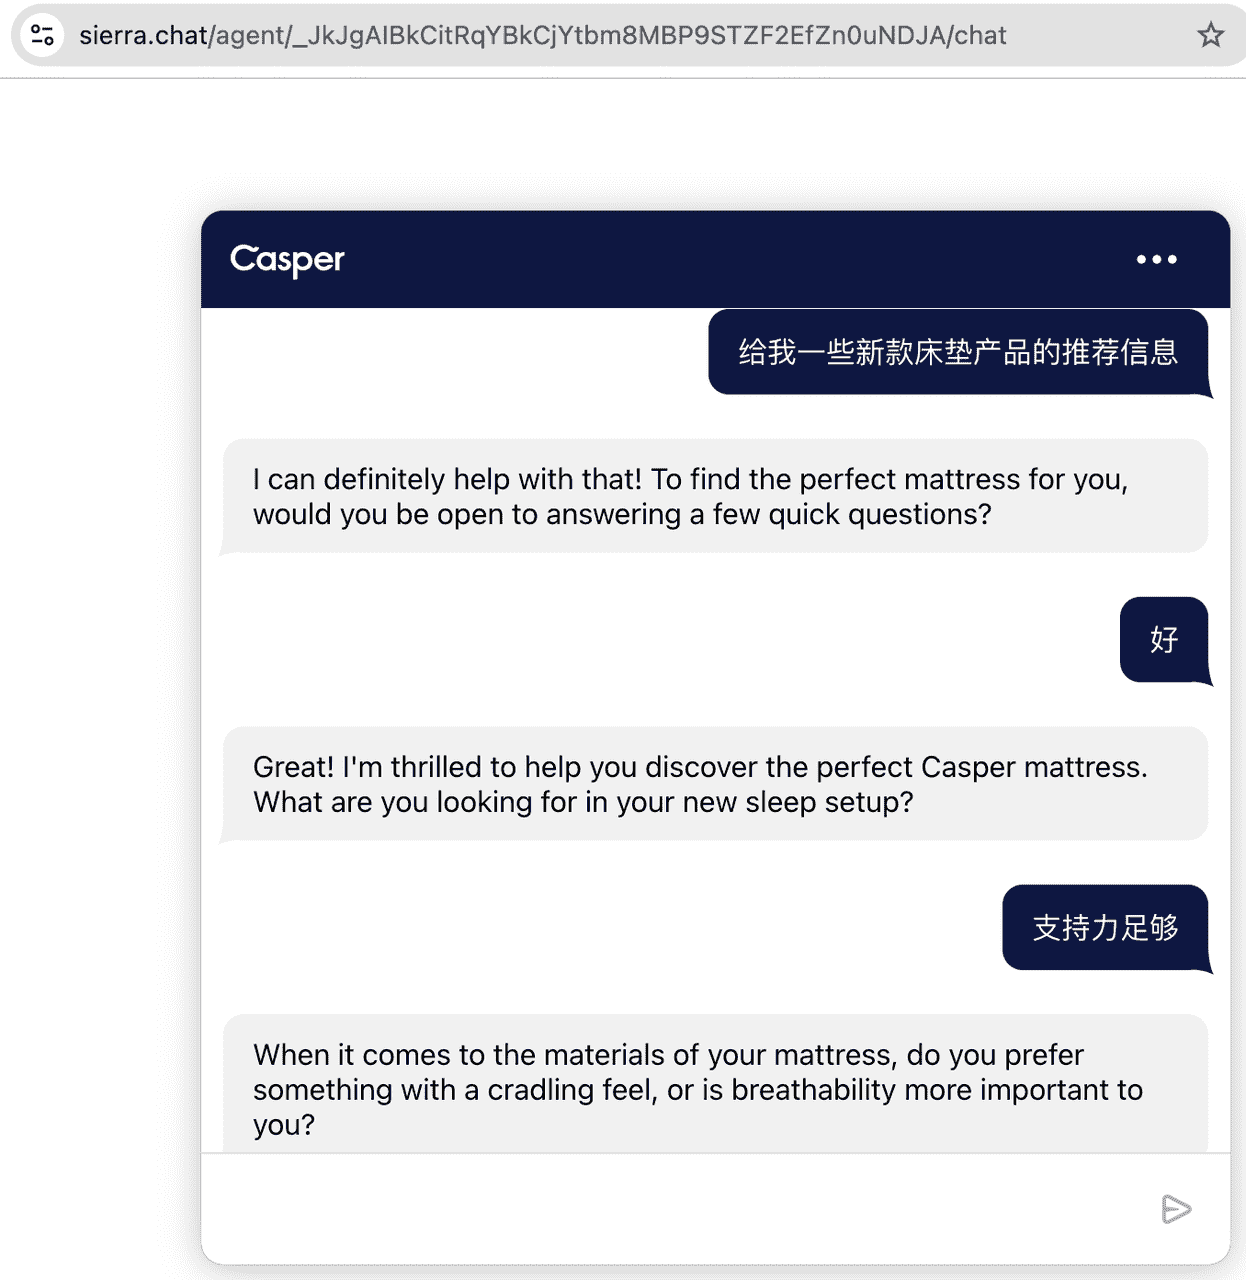 sierra.chat/agent/_JkJgAIBkCitRqYBkCjYtbm8MBP9STZF2EfZn0uNDJA/chat
Casper
给我一些新款床垫产品的推荐信息
I can definitely help with that! To find the perfect mattress for you,
would you be open to answering a few quick questions?
好
Great! I'm thrilled to help you discover the perfect Casper mattress.
What are you looking for in your new sleep setup?
支持力足够
When it comes to the materials of your mattress, do you prefer
something with a cradling feel, or is breathability more important to
you?